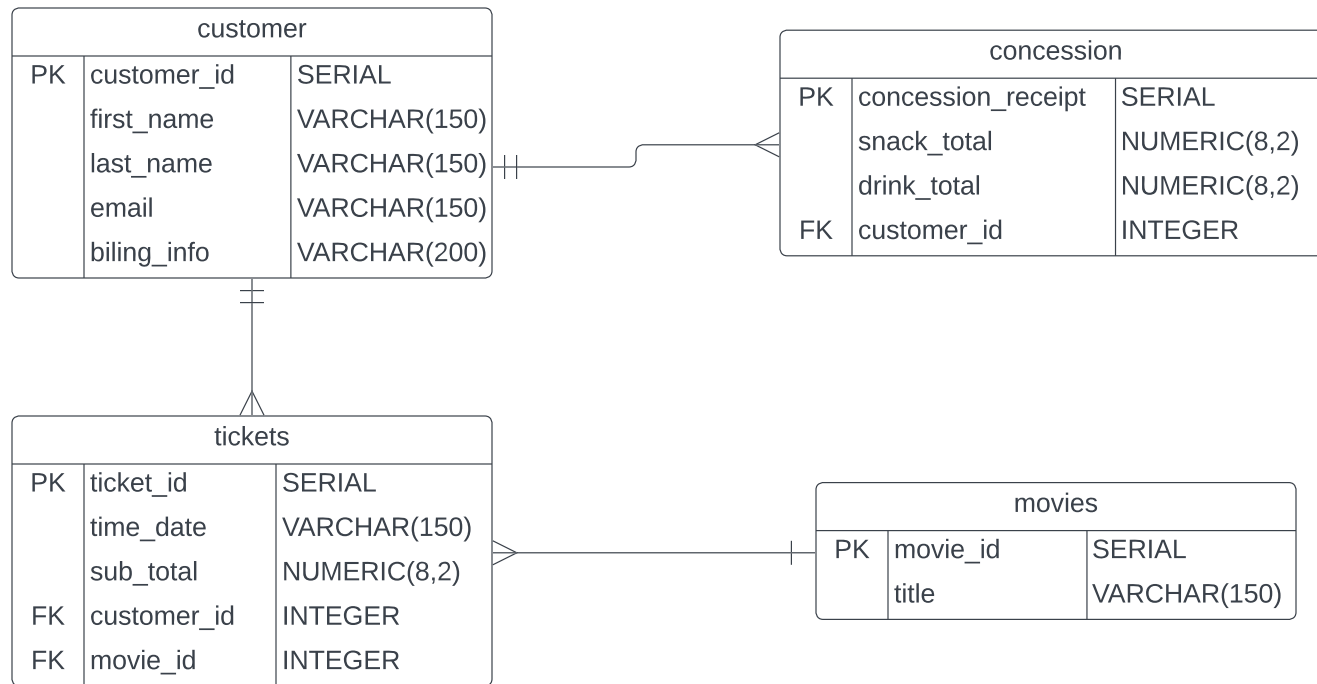 customer
PK customer_id SERIAL
first_name VARCHAR(150)
last_name VARCHAR(150)
email VARCHAR(150)
biling_info VARCHAR(200)
concession
PK concession_receipt SERIAL
snack_total NUMERIC(8,2)
drink_total NUMERIC(8,2)
FK customer_id INTEGER
tickets
PK ticket_id SERIAL
time_date VARCHAR(150)
sub_total NUMERIC(8,2)
FK customer_id INTEGER
FK movie_id INTEGER
movies
PK movie_id SERIAL
title VARCHAR(150)